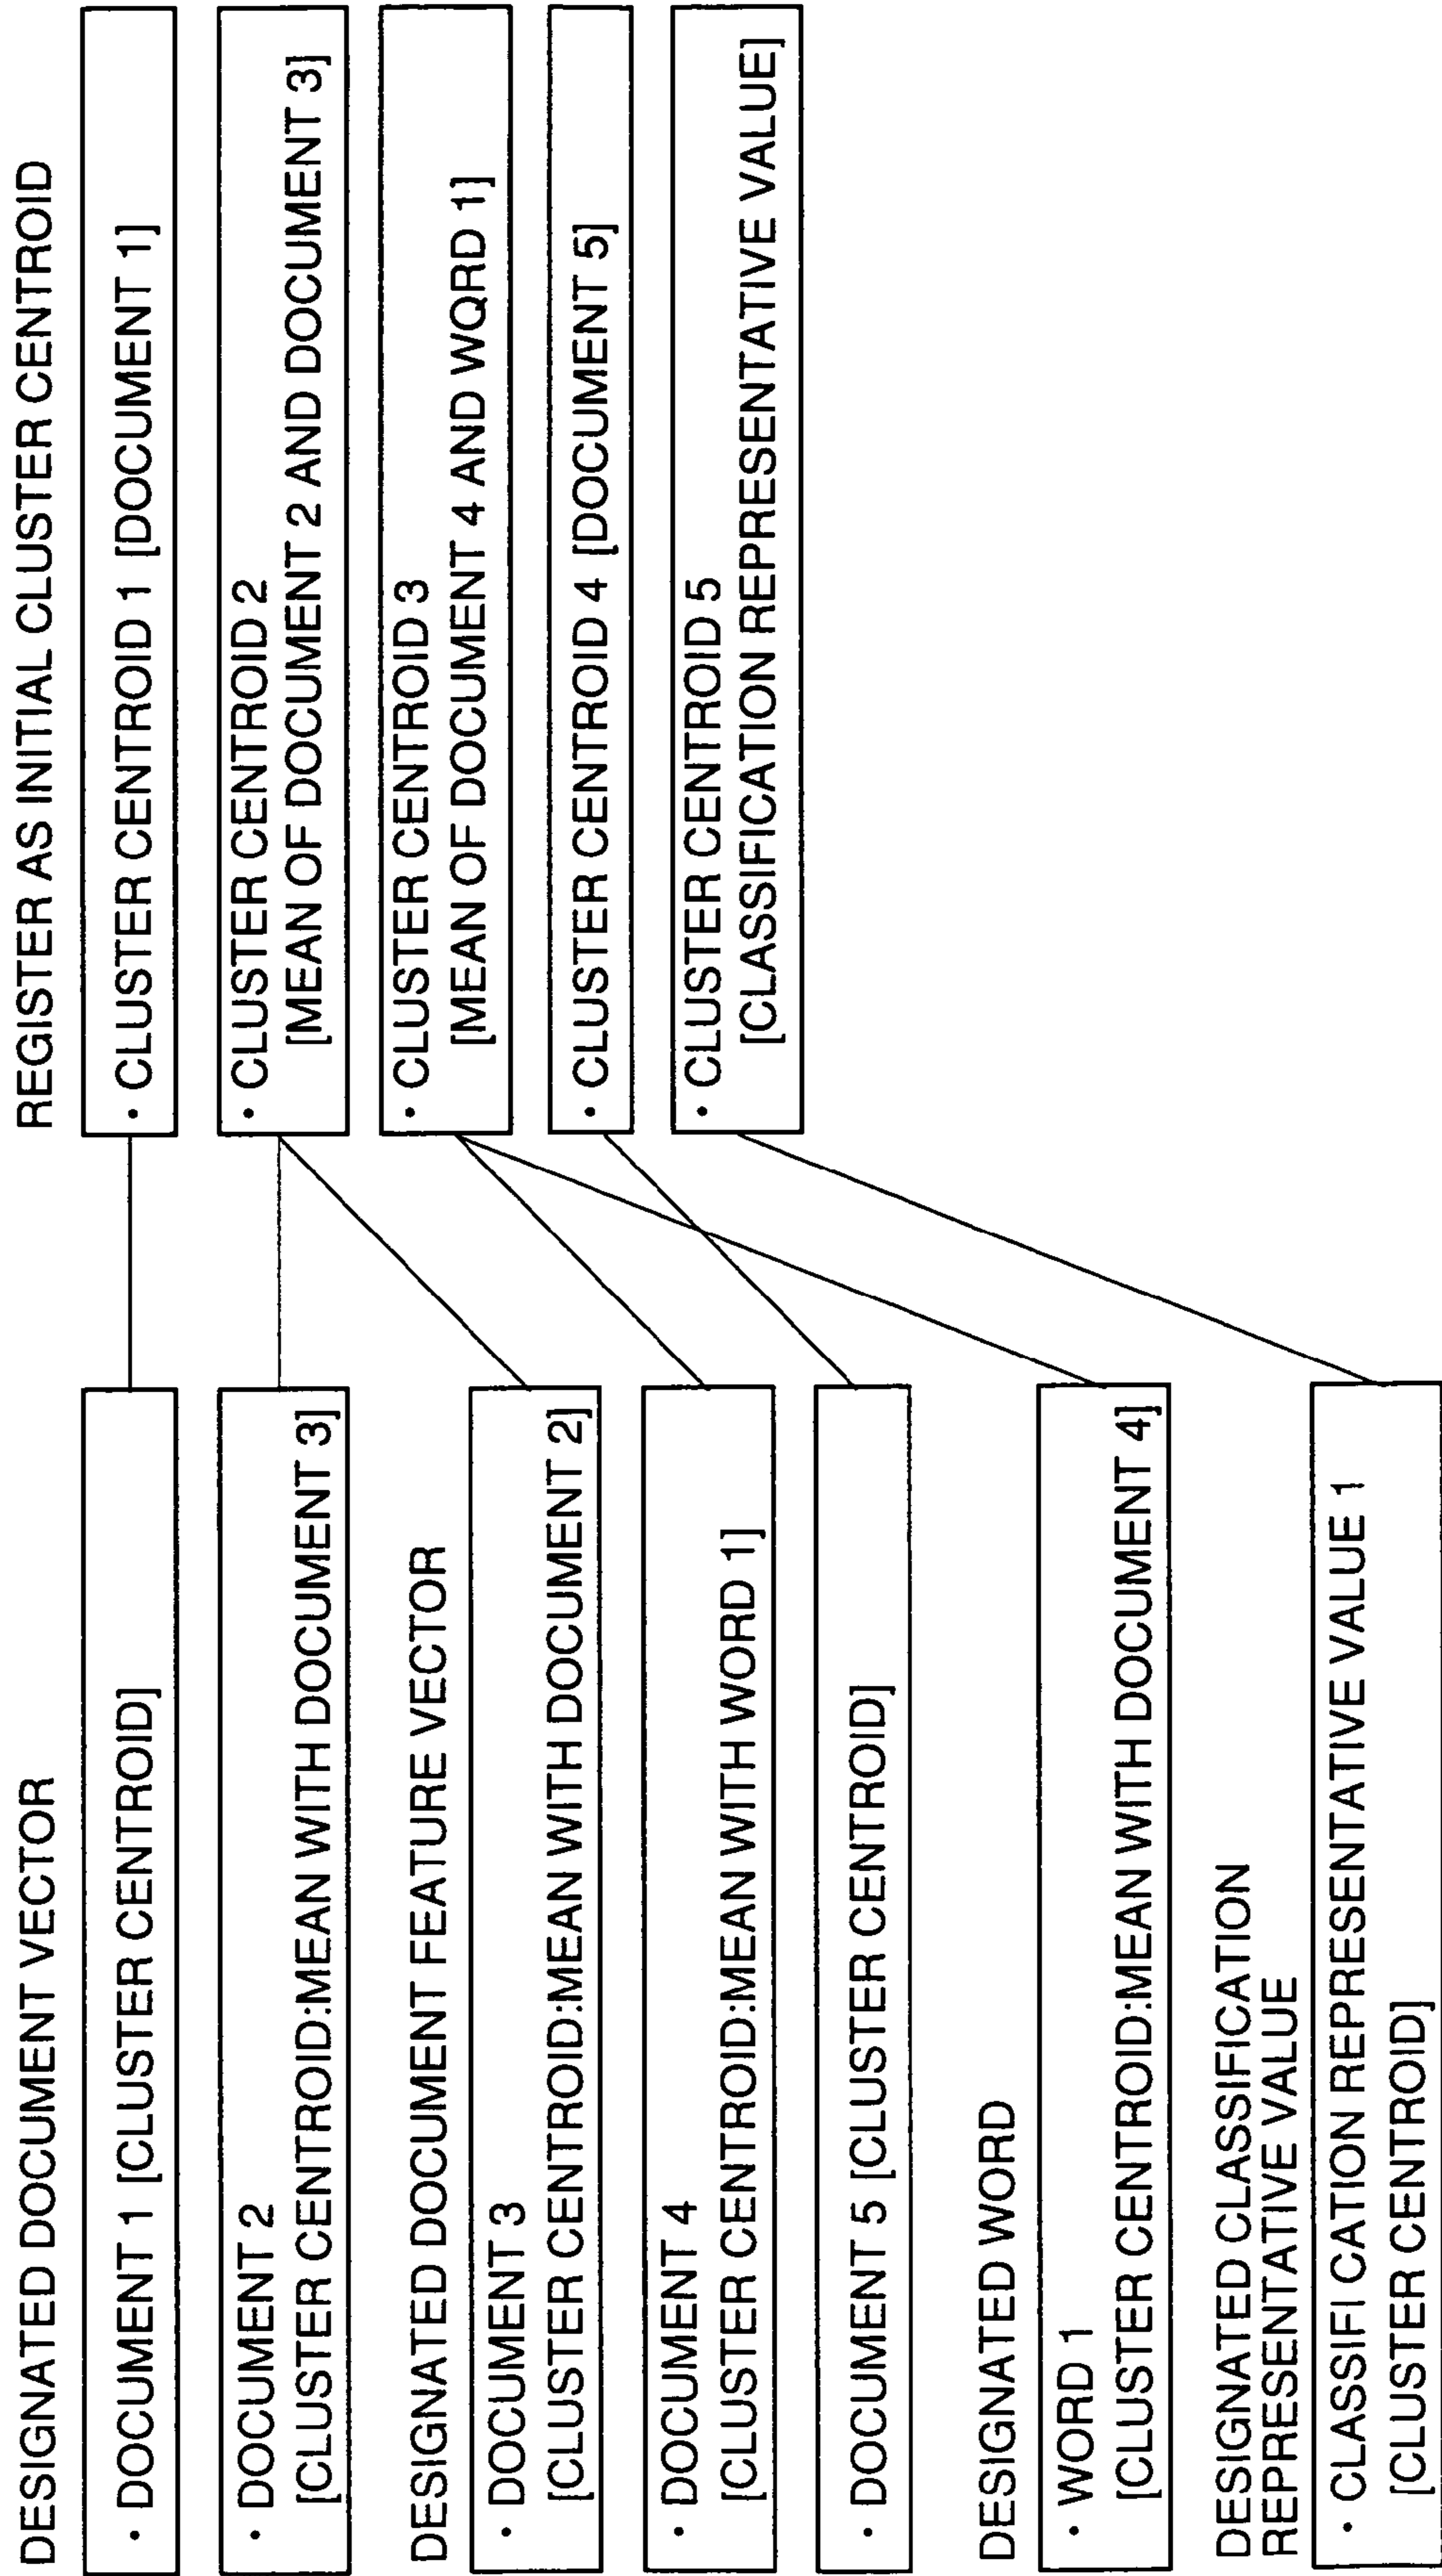 DESIGNATED DOCUMENT VECTOR
• DOCUMENT 1 [CLUSTER CENTROID]
• DOCUMENT 2
[CLUSTER CENTROID:MEAN WITH DOCUMENT 3]
DESIGNATED DOCUMENT FEATURE VECTOR
• DOCUMENT 3
[CLUSTER CENTROID:MEAN WITH DOCUMENT 2]
• DOCUMENT 4
[CLUSTER CENTROID:MEAN WITH WORD 1]
• DOCUMENT 5 [CLUSTER CENTROID]
DESIGNATED WORD
• WORD 1
[CLUSTER CENTROID:MEAN WITH DOCUMENT 4]
DESIGNATED CLASSIFICATION
REPRESENTATIVE VALUE
• CLASSIFI CATION REPRESENTATIVE VALUE 1
[CLUSTER CENTROID]
REGISTER AS INITIAL CLUSTER CENTROID
• CLUSTER CENTROID 1 [DOCUMENT 1]
• CLUSTER CENTROID 2
[MEAN OF DOCUMENT 2 AND DOCUMENT 3]
• CLUSTER CENTROID 3
[MEAN OF DOCUMENT 4 AND WQRD 1]
• CLUSTER CENTROID 4 [DOCUMENT 5]
• CLUSTER CENTROID 5
[CLASSIFICATION REPRESENTATIVE VALUE]